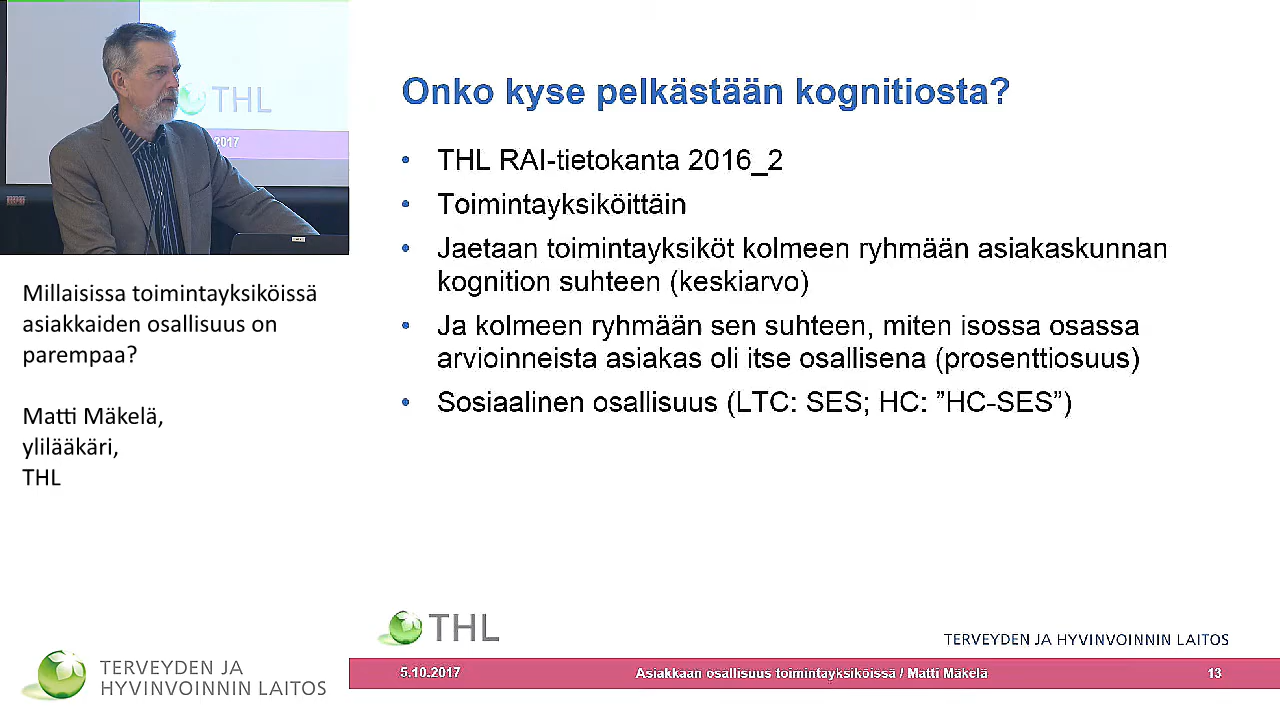 THL
2017
Millaisissa toimintayksiköissä
asiakkaiden osallisuus on
parempaa?
Matti Mäkelä,
ylilääkäri,
THL
TERVEYDEN JA
HYVINVOINNIN LAITOS
Onko kyse pelkästään kognitiosta?
• THL RAI-tietokanta 2016_2
• Toimintayksiköittäin
• Jaetaan toimintayksiköt kolmeen ryhmään asiakaskunnan
kognition suhteen (keskiarvo)
• Ja kolmeen ryhmään sen suhteen, miten isossa osassa
arvioinneista asiakas oli itse osallisena (prosenttiosuus)
• Sosiaalinen osallisuus (LTC: SES; HC: ”HC-SES”)
THL
TERVEYDEN JA HYVINVOINNIN LAITOS
5.10.2017 Asiakkaan osallisuus toimintayksiköissä / Matti Mäkelä 13